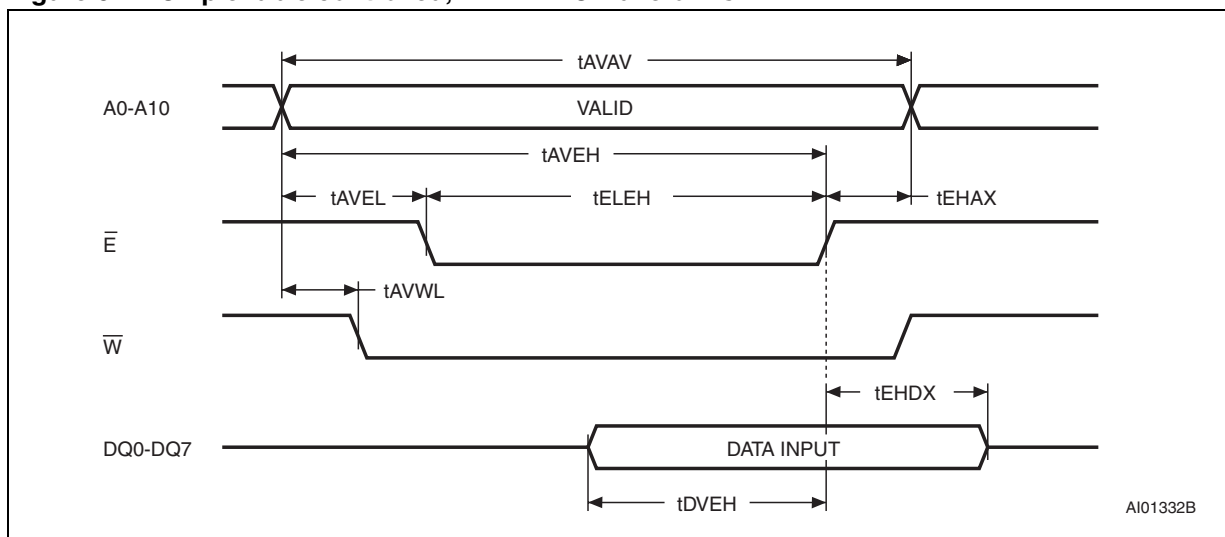 tAVAV
A0-A10
VALID
tAVEH
tAVEL
tELEH
tEHAX
E̅
tAVWL
W̅
tEHDX
DQ0-DQ7
DATA INPUT
tDVEH
AI01332B